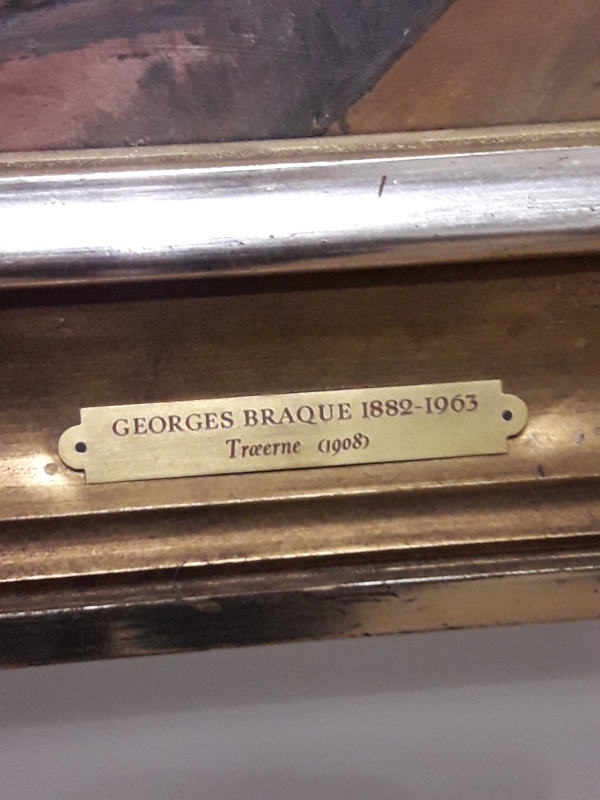 GEORGES BRAQUE 1882-1963
Træerne (1908)